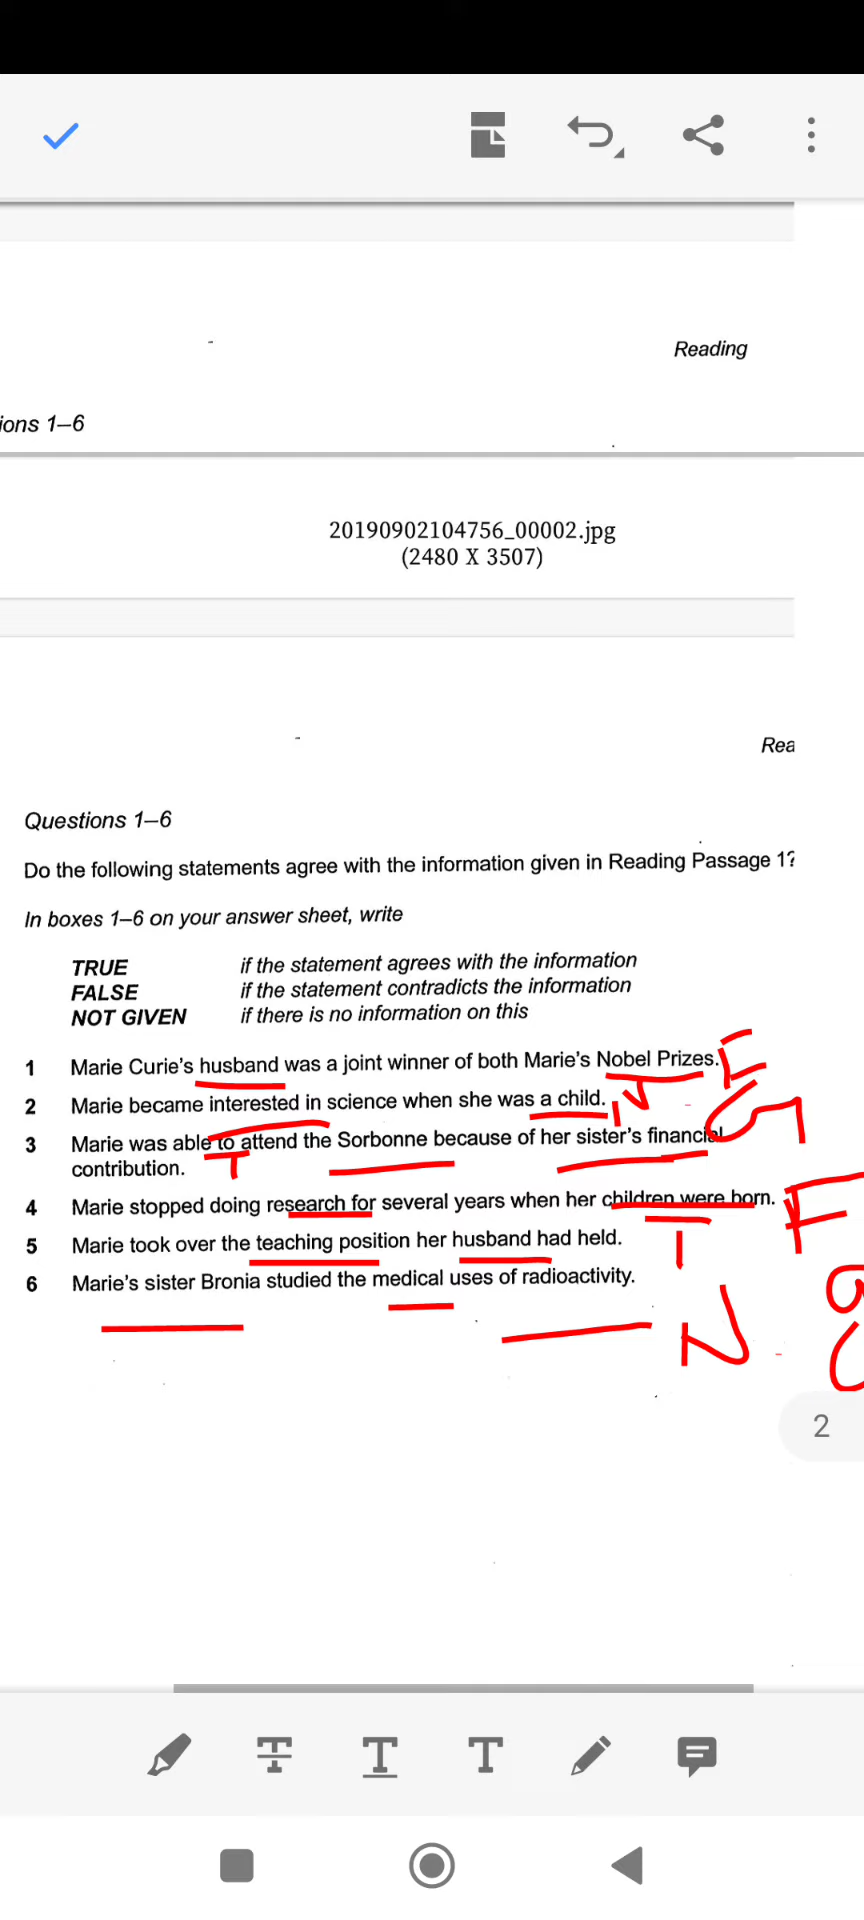 Reading
ions 1–6
20190902104756_00002.jpg
(2480 X 3507)
Rea
Questions 1–6
Do the following statements agree with the information given in Reading Passage 1?
In boxes 1–6 on your answer sheet, write
TRUE if the statement agrees with the information
FALSE if the statement contradicts the information
NOT GIVEN if there is no information on this
1 Marie Curie's husband was a joint winner of both Marie's Nobel Prizes. F
2 Marie became interested in science when she was a child. N G
3 Marie was able to attend the Sorbonne because of her sister's financial
contribution. T
4 Marie stopped doing research for several years when her children were born. F
5 Marie took over the teaching position her husband had held. T
6 Marie's sister Bronia studied the medical uses of radioactivity.
N
2